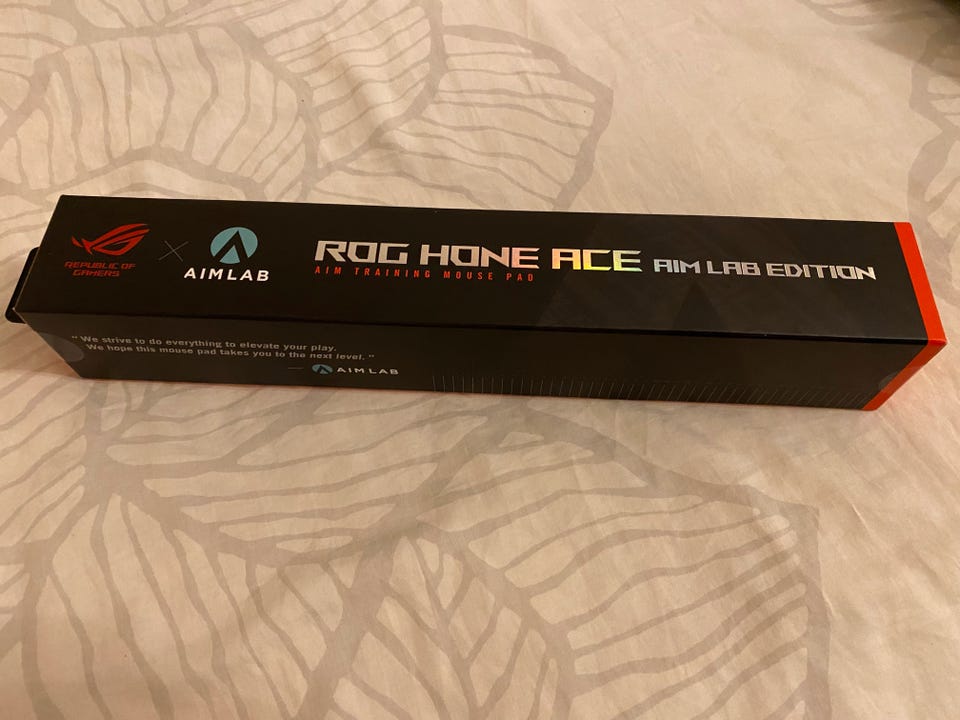 REPUBLIC OF
GAMERS
X
AIMLAB
ROG HONE ACE AIM LAB EDITION
AIM TRAINING MOUSE PAD
“ We strive to do everything to elevate your play.
We hope this mouse pad takes you to the next level. ”
— AIMLAB